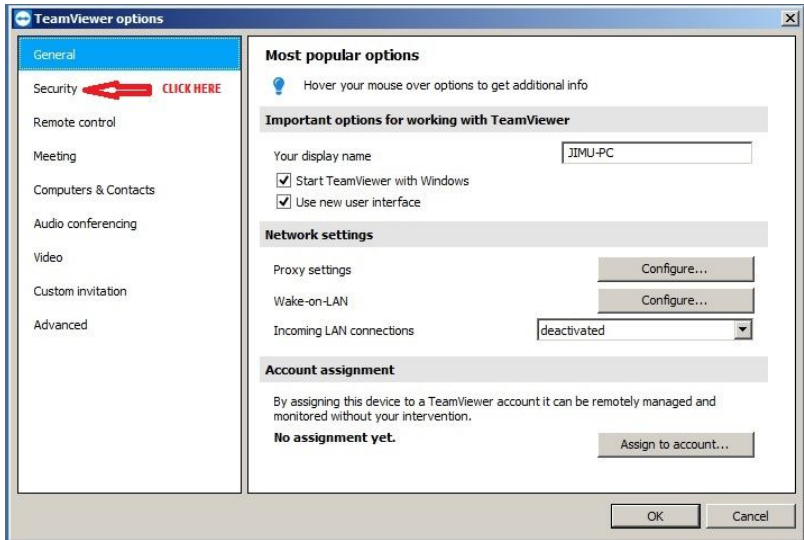 TeamViewer options
General
Security CLICK HERE
Remote control
Meeting
Computers & Contacts
Audio conferencing
Video
Custom invitation
Advanced
Most popular options
Hover your mouse over options to get additional info
Important options for working with TeamViewer
Your display name JIMU-PC
Start TeamViewer with Windows
Use new user interface
Network settings
Proxy settings Configure...
Wake-on-LAN Configure...
Incoming LAN connections deactivated
Account assignment
By assigning this device to a TeamViewer account it can be remotely managed and
monitored without your intervention.
No assignment yet.
Assign to account...
OK Cancel